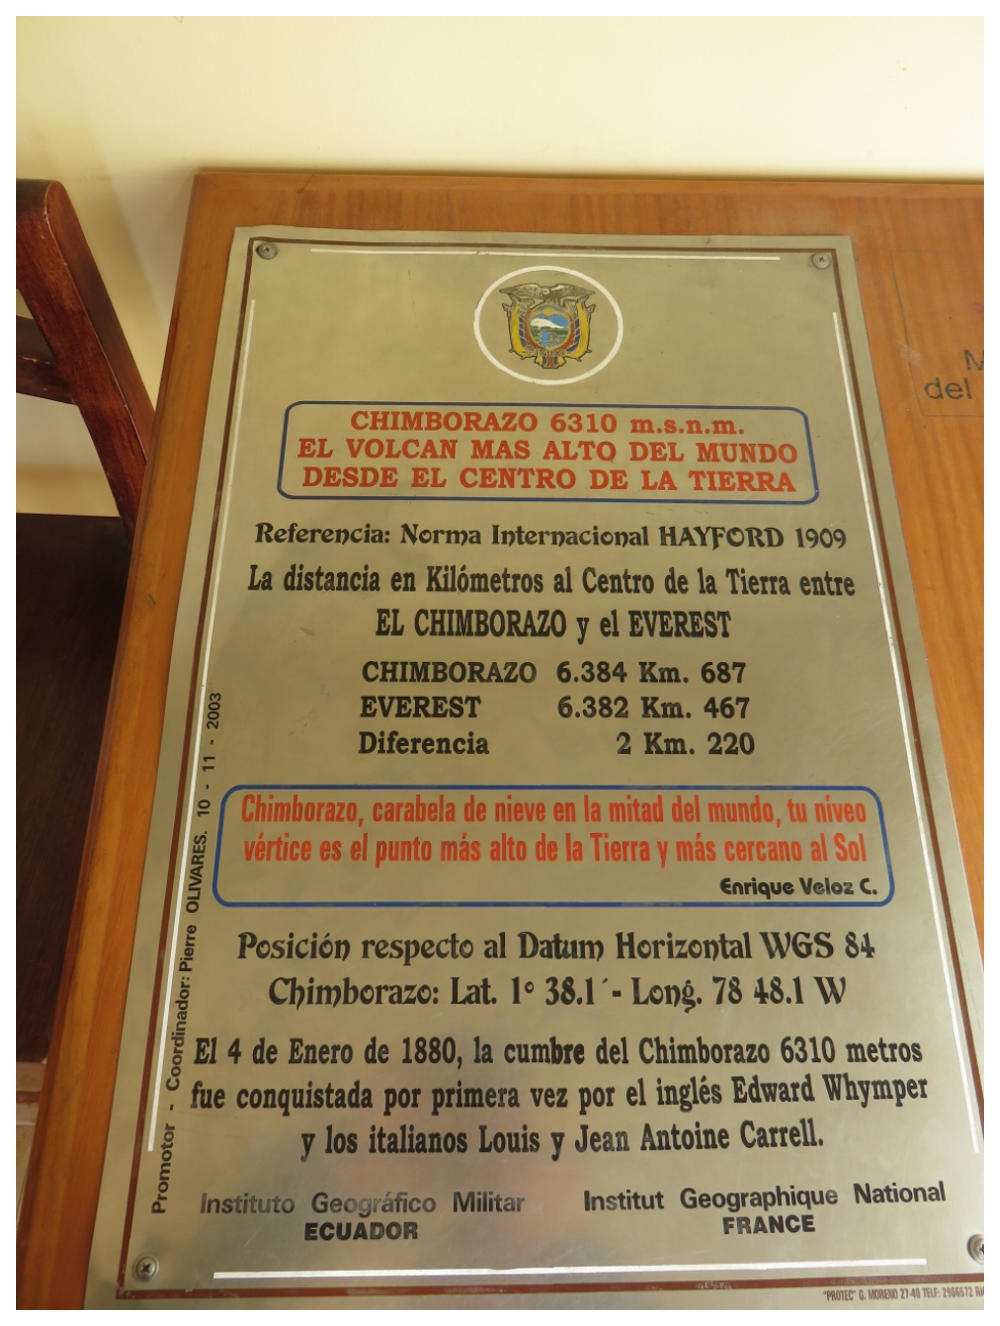 CHIMBORAZO 6310 m.s.n.m.
EL VOLCAN MAS ALTO DEL MUNDO
DESDE EL CENTRO DE LA TIERRA
Referencia: Norma Internacional HAYFORD 1909
La distancia en Kilómetros al Centro de la Tierra entre
EL CHIMBORAZO y el EVEREST
CHIMBORAZO 6.384 Km. 687
EVEREST 6.382 Km. 467
Diferencia 2 Km. 220
Chimborazo, carabela de nieve en la mitad del mundo, tu níveo
vértice es el punto más alto de la Tierra y más cercano al Sol
Enrique Veloz C.
Posición respecto al Datum Horizontal WGS 84
Chimborazo: Lat. 1° 38.1´- Long. 78 48.1 W
El 4 de Enero de 1880, la cumbre del Chimborazo 6310 metros
fue conquistada por primera vez por el inglés Edward Whymper
y los italianos Louis y Jean Antoine Carrell.
Instituto Geográfico Militar
ECUADOR
Institut Geographique National
FRANCE
Promotor - Coordinador: Pierre OLIVARES. 10 - 11 - 2003
"PROTEC" G. MORENO 27-40 TELF: 2966572
del